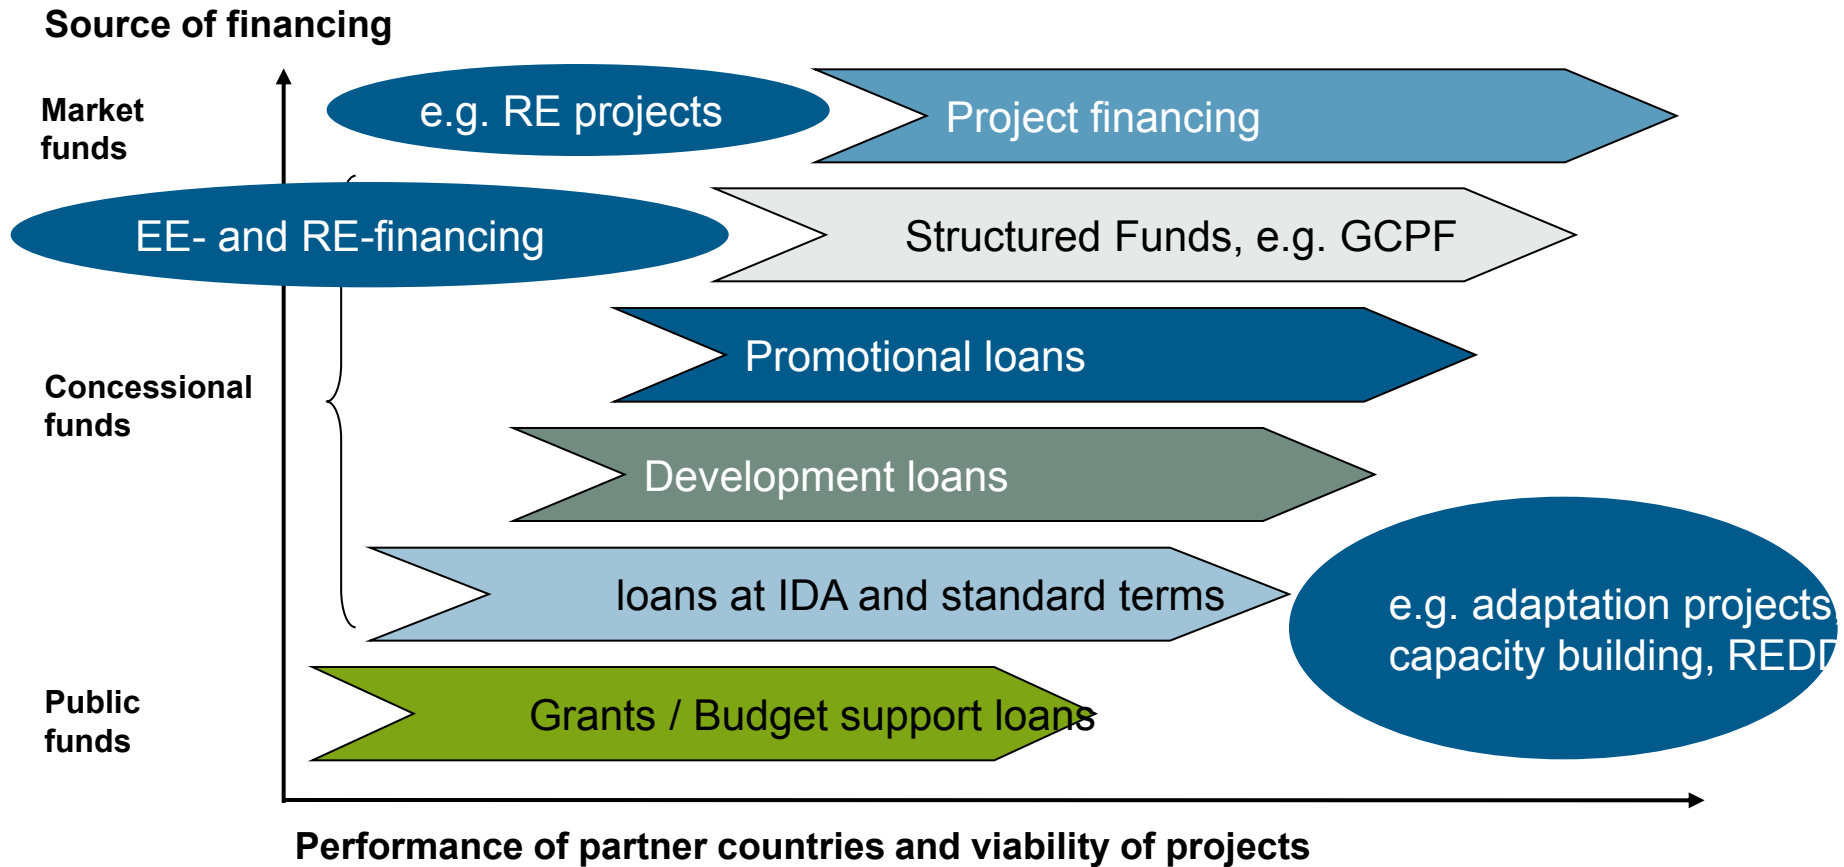 Source of financing
Market
funds
e.g. RE projects
Project financing
EE- and RE-financing
Structured Funds, e.g. GCPF
Promotional loans
Concessional
funds
Development loans
loans at IDA and standard terms
e.g. adaptation projects,
capacity building, REDD
Public
funds
Grants / Budget support loans
Performance of partner countries and viability of projects